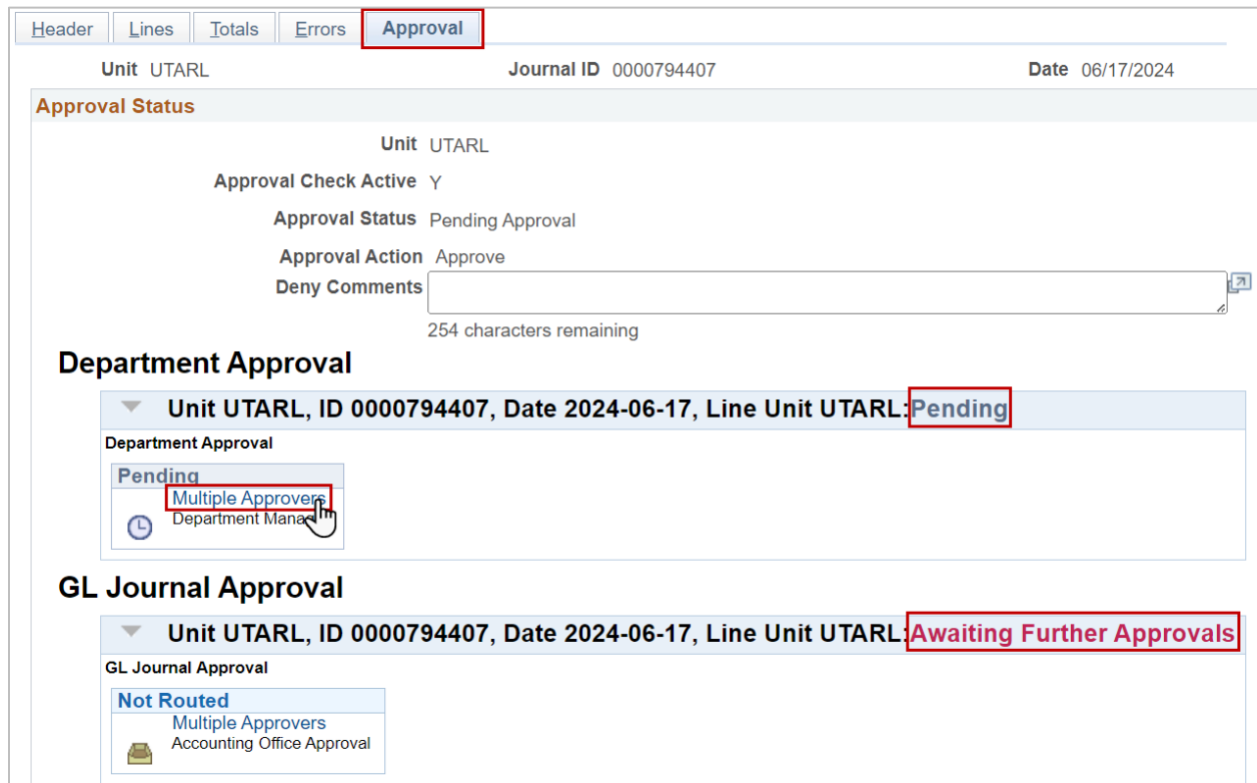 Header Lines Totals Errors Approval
Unit UTARL Journal ID 0000794407 Date 06/17/2024
Approval Status
Unit UTARL
Approval Check Active Y
Approval Status Pending Approval
Approval Action Approve
Deny Comments
254 characters remaining
Department Approval
Unit UTARL, ID 0000794407, Date 2024-06-17, Line Unit UTARL:Pending
Department Approval
Pending
Multiple Approvers
Department
GL Journal Approval
Unit UTARL, ID 0000794407, Date 2024-06-17, Line Unit UTARL:Awaiting Further Approvals
GL Journal Approval
Not Routed
Multiple Approvers
Accounting Office Approval